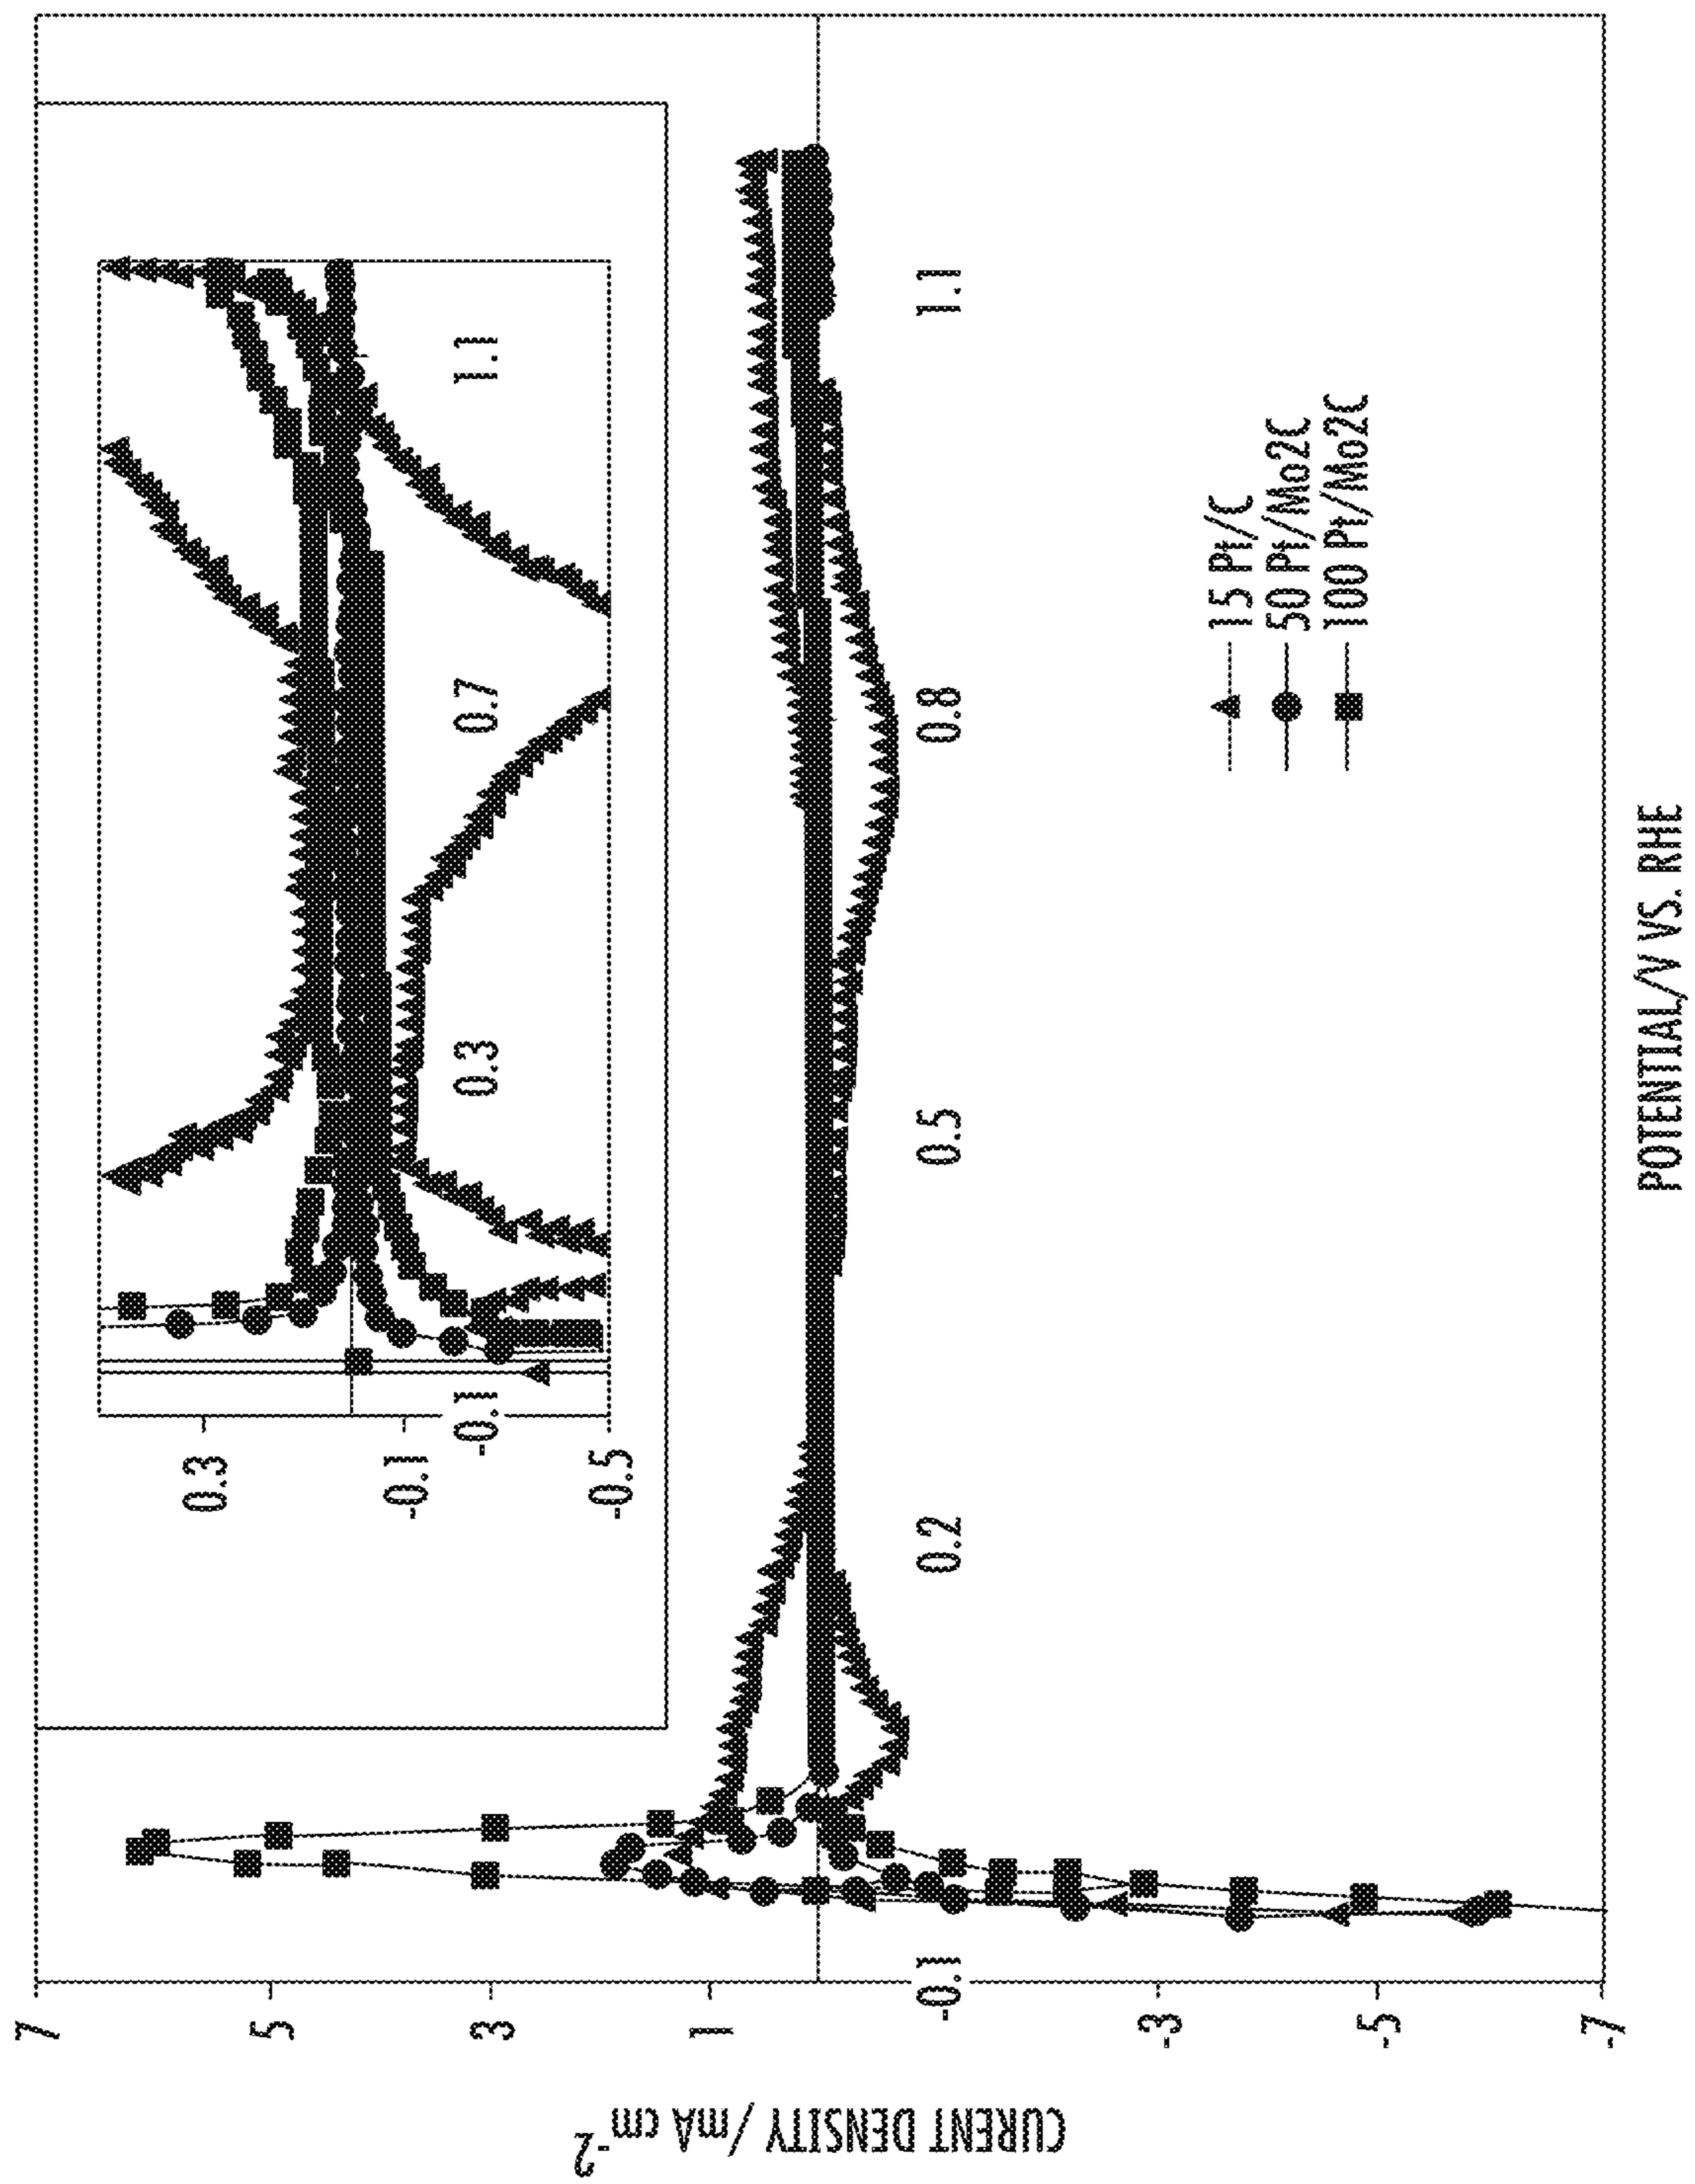 7
5
3
1
-3
-5
-7
CURENT DENSITY / mA cm⁻²
0.3
-0.1
-0.5
-0.1 0.3 0.7 1.1
-0.1 0.2 0.5 0.8 1.1
15 Pt/C
50 Pt/Mo2C
100 Pt/Mo2C
POTENTIAL/V VS. RHE